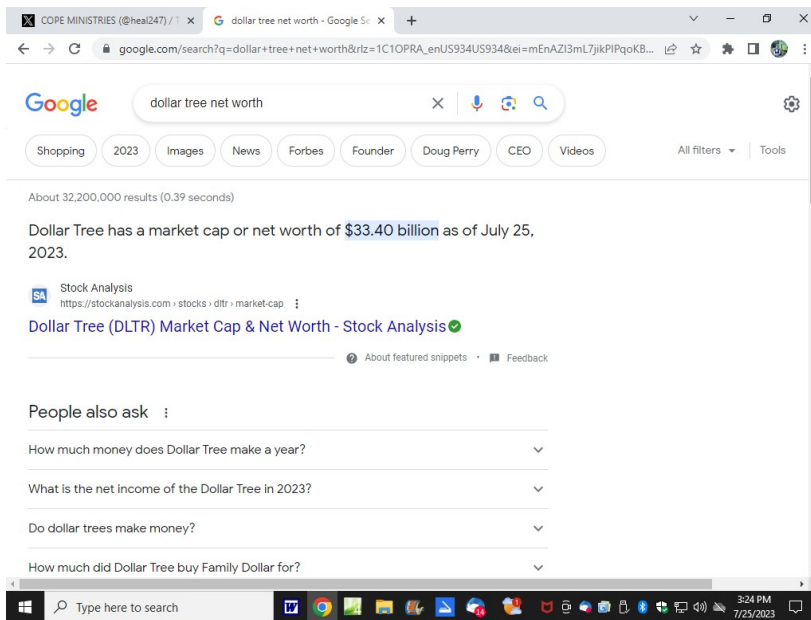 COPE MINISTRIES (@heal247) / T
dollar tree net worth - Google Se
google.com/search?q=dollar+tree+net+worth&rlz=1C1OPRA_enUS934US934&ei=mEnAZI3mL7jikPIPqoKB...
Google
dollar tree net worth
Shopping
2023
Images
News
Forbes
Founder
Doug Perry
CEO
Videos
All filters
Tools
About 32,200,000 results (0.39 seconds)
Dollar Tree has a market cap or net worth of $33.40 billion as of July 25,
2023.
SA
Stock Analysis
https://stockanalysis.com › stocks › dltr › market-cap
Dollar Tree (DLTR) Market Cap & Net Worth - Stock Analysis
About featured snippets • Feedback
People also ask
How much money does Dollar Tree make a year?
What is the net income of the Dollar Tree in 2023?
Do dollar trees make money?
How much did Dollar Tree buy Family Dollar for?
Type here to search
14
3:24 PM
7/25/2023